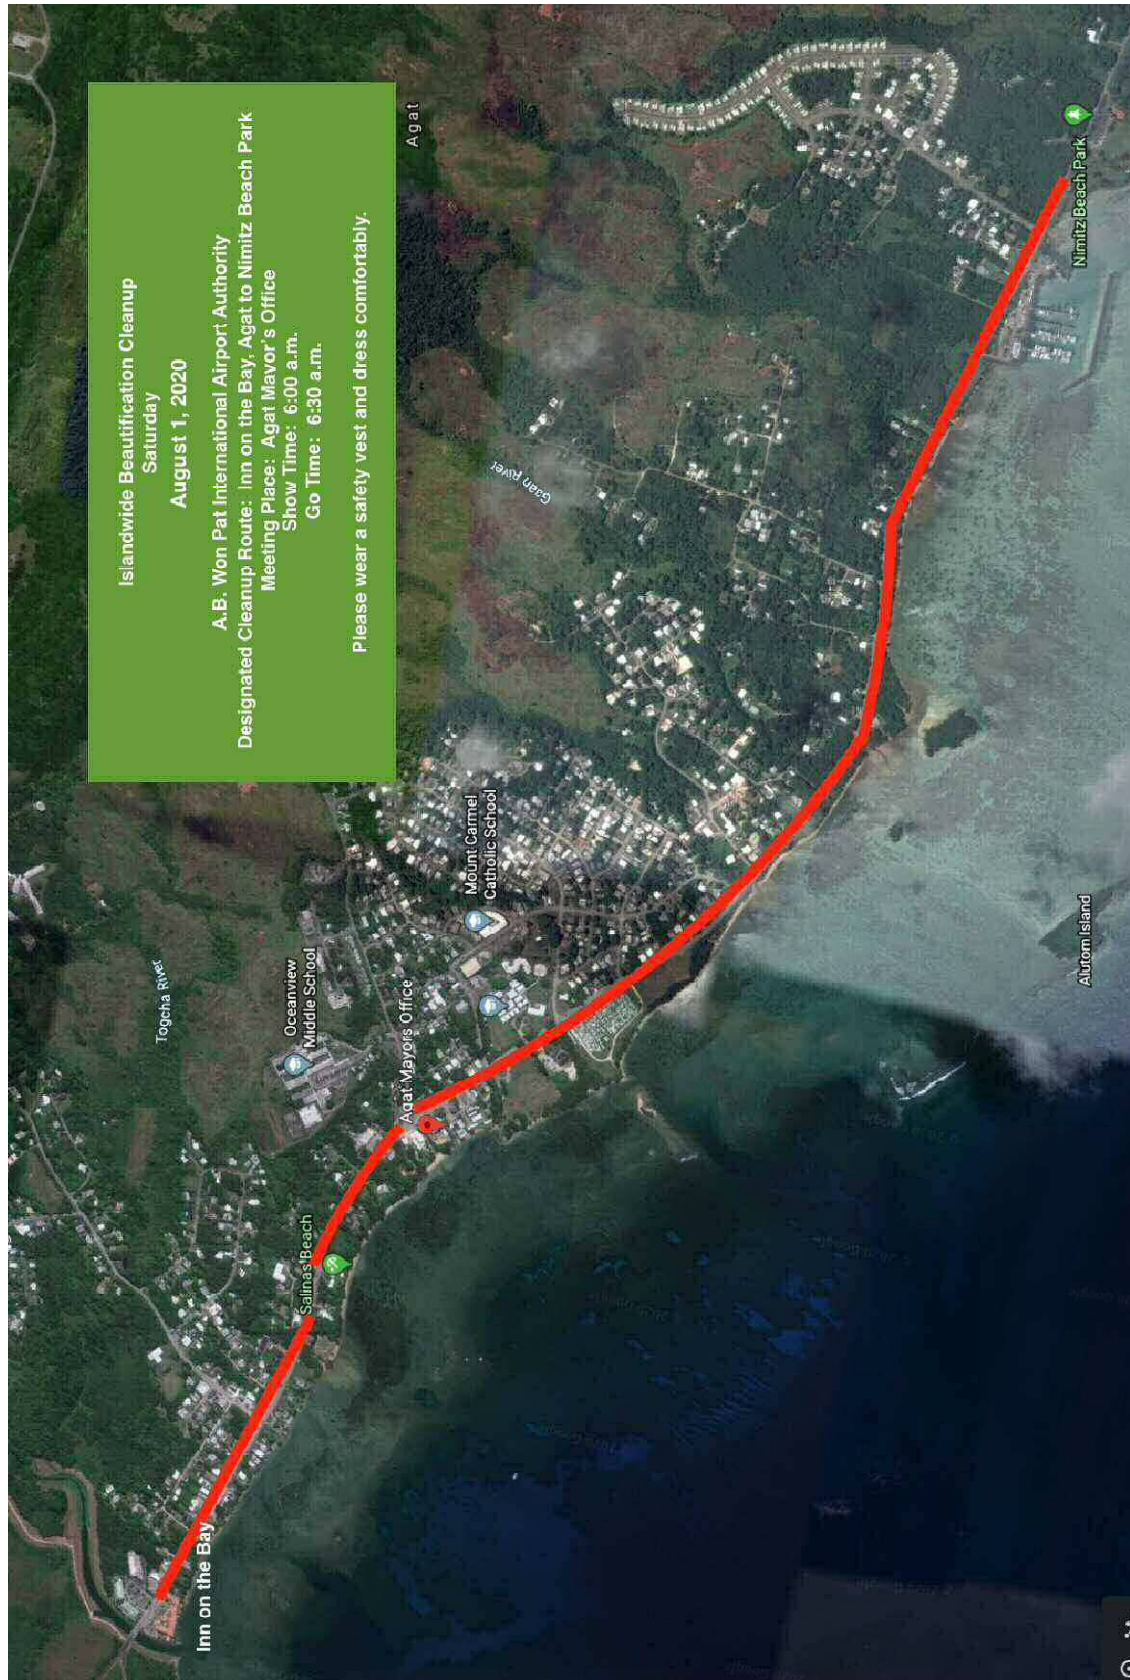 Islandwide Beautification Cleanup
Saturday
August 1, 2020
A.B. Won Pat International Airport Authority
Designated Cleanup Route: Inn on the Bay, Agat to Nimitz Beach Park
Meeting Place: Agat Mayor's Office
Show Time: 6:00 a.m.
Go Time: 6:30 a.m.
Please wear a safety vest and dress comfortably.
Agat
Togcha River
Oceanview
Middle School
Mount Carmel
Catholic School
Agat Mayors Office
Salinas Beach
Inn on the Bay
Gaan River
Nimitz Beach Park
Alutom Island